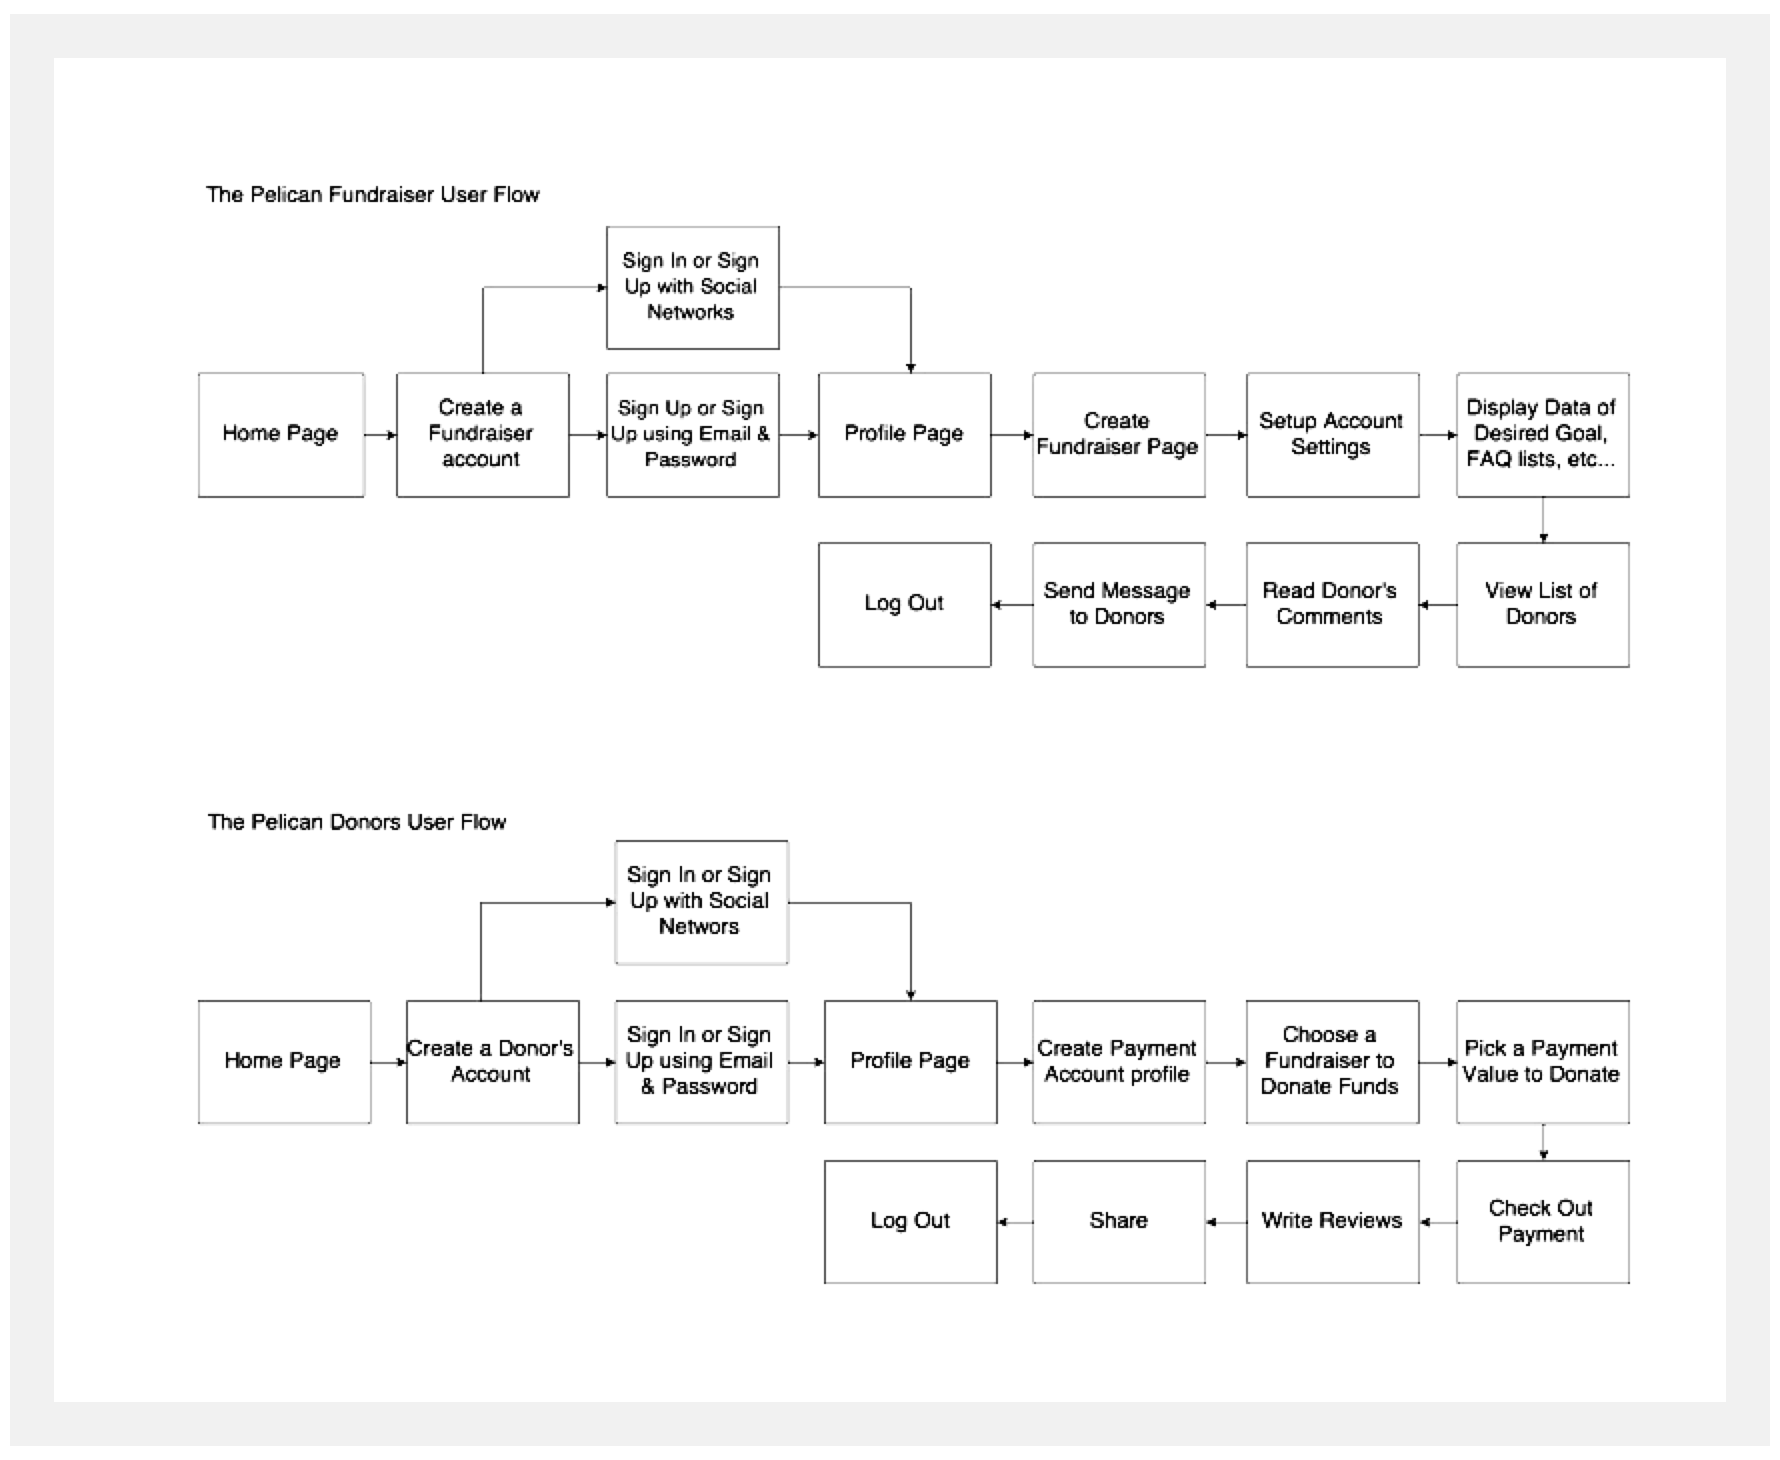 The Pelican Fundraiser User Flow
Sign In or Sign
Up with Social
Networks
Home Page
Create a
Fundraiser
account
Sign Up or Sign
Up using Email &
Password
Profile Page
Create
Fundraiser Page
Setup Account
Settings
Display Data of
Desired Goal,
FAQ lists, etc...
Log Out
Send Message
to Donors
Read Donor's
Comments
View List of
Donors
The Pelican Donors User Flow
Sign In or Sign
Up with Social
Networs
Home Page
Create a Donor's
Account
Sign In or Sign
Up using Email
& Password
Profile Page
Create Payment
Account profile
Choose a
Fundraiser to
Donate Funds
Pick a Payment
Value to Donate
Log Out
Share
Write Reviews
Check Out
Payment